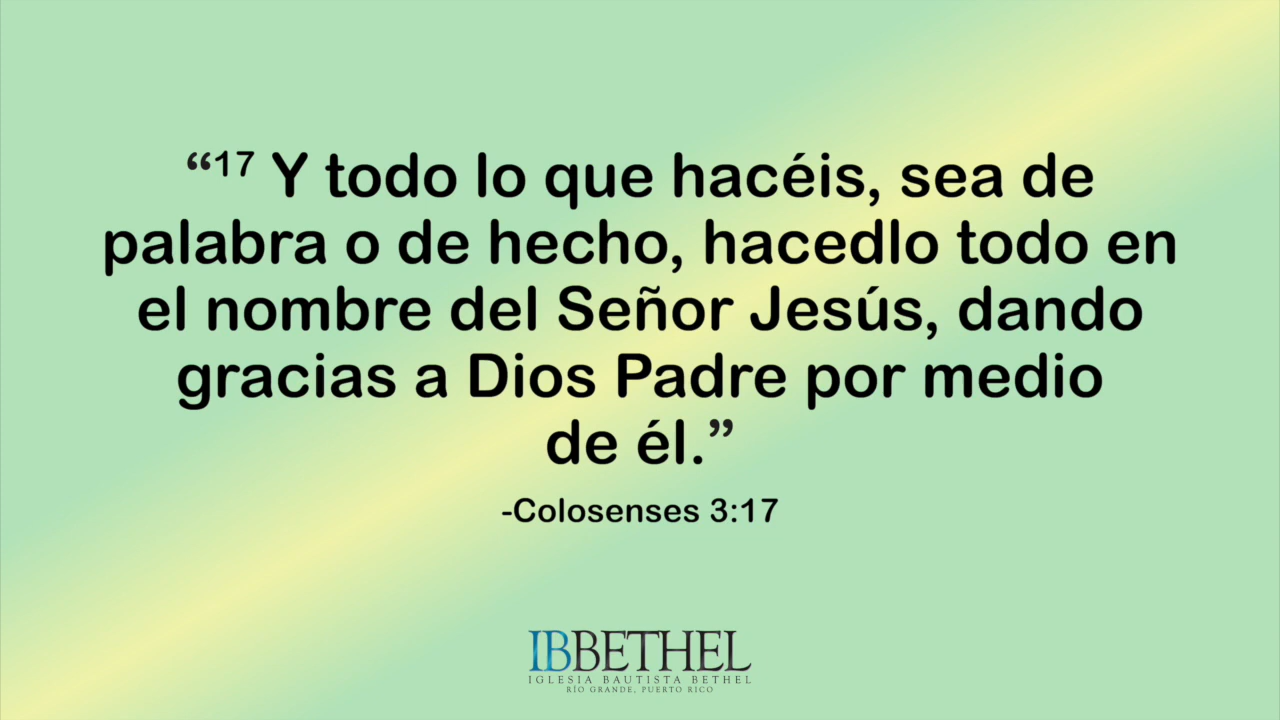 “17 Y todo lo que hacéis, sea de
palabra o de hecho, hacedlo todo en
el nombre del Señor Jesús, dando
gracias a Dios Padre por medio
de él.”
-Colosenses 3:17
IBBETHEL
IGLESIA BAUTISTA BETHEL
RÍO GRANDE, PUERTO RICO